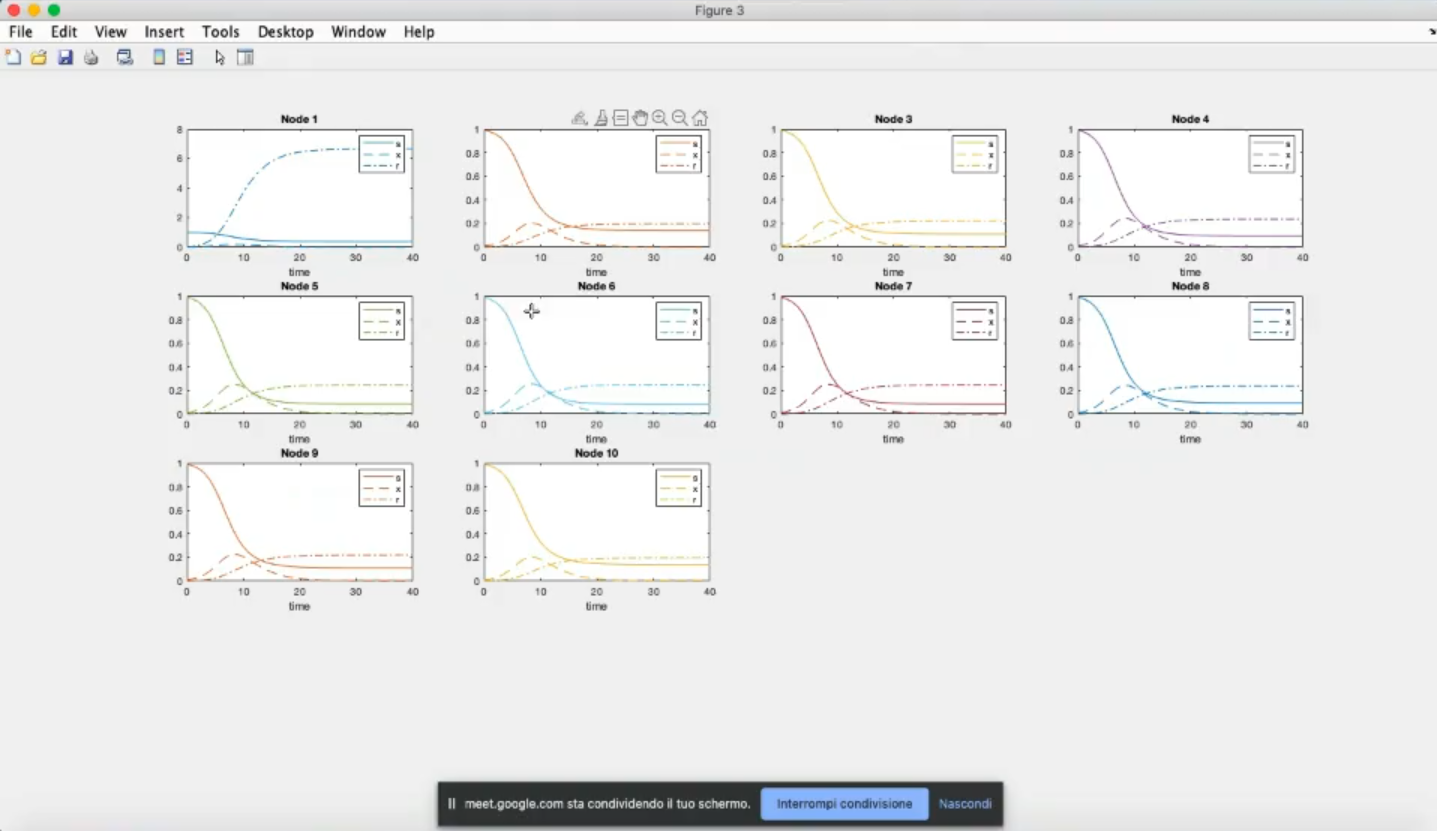 Figure 3
File Edit View Insert Tools Desktop Window Help
Node 1
8
6
4
2
0
0 10 20 30 40
time
s
x
r
1
0.8
0.6
0.4
0.2
0
0 10 20 30 40
time
s
x
r
Node 3
1
0.8
0.6
0.4
0.2
0
0 10 20 30 40
time
s
x
r
Node 4
1
0.8
0.6
0.4
0.2
0
0 10 20 30 40
time
s
x
r
Node 5
1
0.8
0.6
0.4
0.2
0
0 10 20 30 40
time
s
x
r
Node 6
1
0.8
0.6
0.4
0.2
0
0 10 20 30 40
time
s
x
r
Node 7
1
0.8
0.6
0.4
0.2
0
0 10 20 30 40
time
s
x
r
Node 8
1
0.8
0.6
0.4
0.2
0
0 10 20 30 40
time
s
x
r
Node 9
1
0.8
0.6
0.4
0.2
0
0 10 20 30 40
time
s
x
r
Node 10
1
0.8
0.6
0.4
0.2
0
0 10 20 30 40
time
s
x
r
meet.google.com sta condividendo il tuo schermo. Interrompi condivisione Nascondi